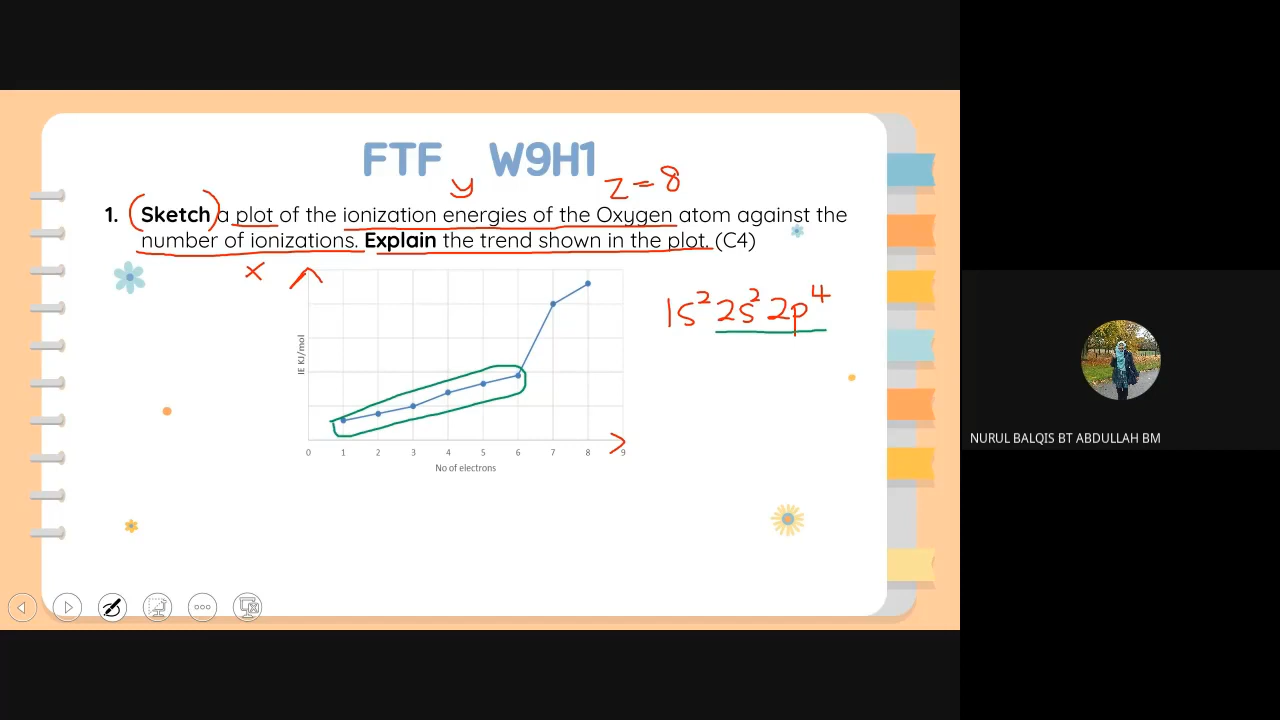 FTF W9H1
y z=8
1. Sketch a plot of the ionization energies of the Oxygen atom against the
number of ionizations. Explain the trend shown in the plot. (C4)
x
1s² 2s² 2p⁴
IE KJ/mol
0 1 2 3 4 5 6 7 8 9
No of electrons
NURUL BALQIS BT ABDULLAH BM